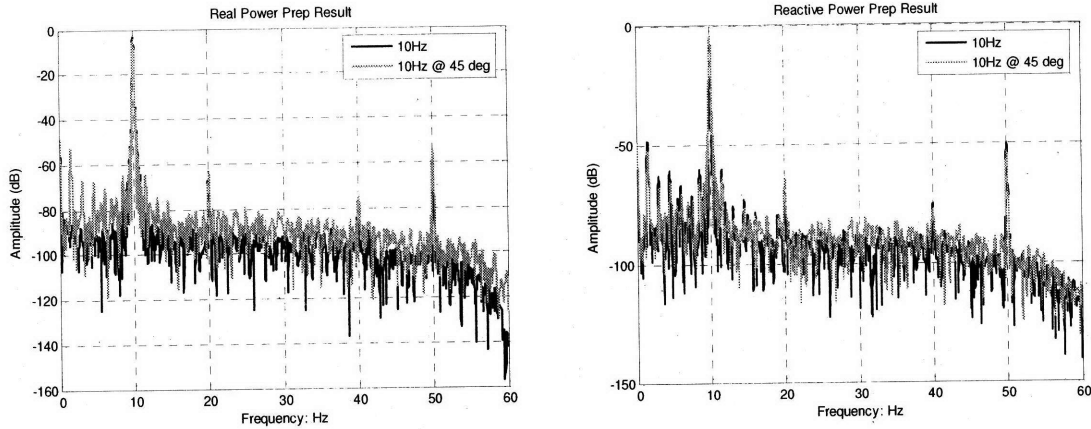 Real Power Prep Result
10Hz
10Hz @ 45 deg
Amplitude (dB)
0
-20
-40
-60
-80
-100
-120
-140
-160
0
10
20
30
40
50
60
Frequency: Hz
Reactive Power Prep Result
10Hz
10Hz @ 45 deg
Amplitude (dB)
0
-50
-100
-150
0
10
20
30
40
50
60
Frequency: Hz